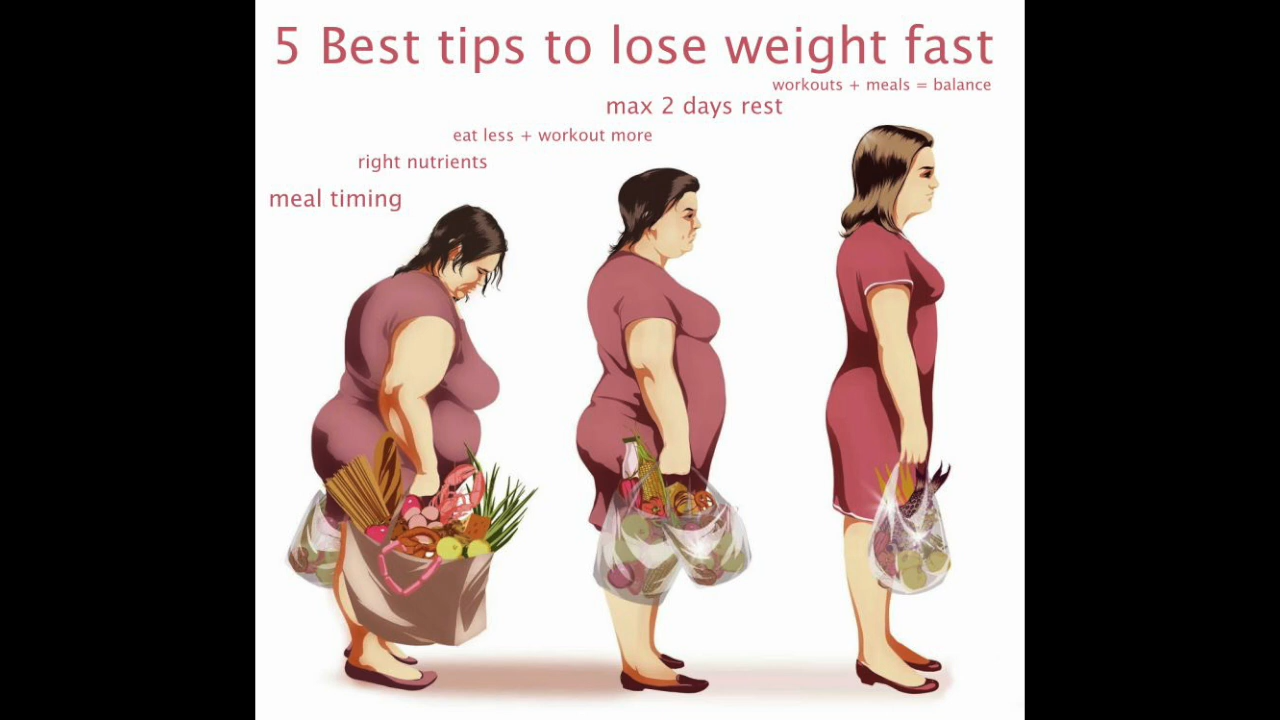 5 Best tips to lose weight fast
workouts + meals = balance
max 2 days rest
eat less + workout more
right nutrients
meal timing